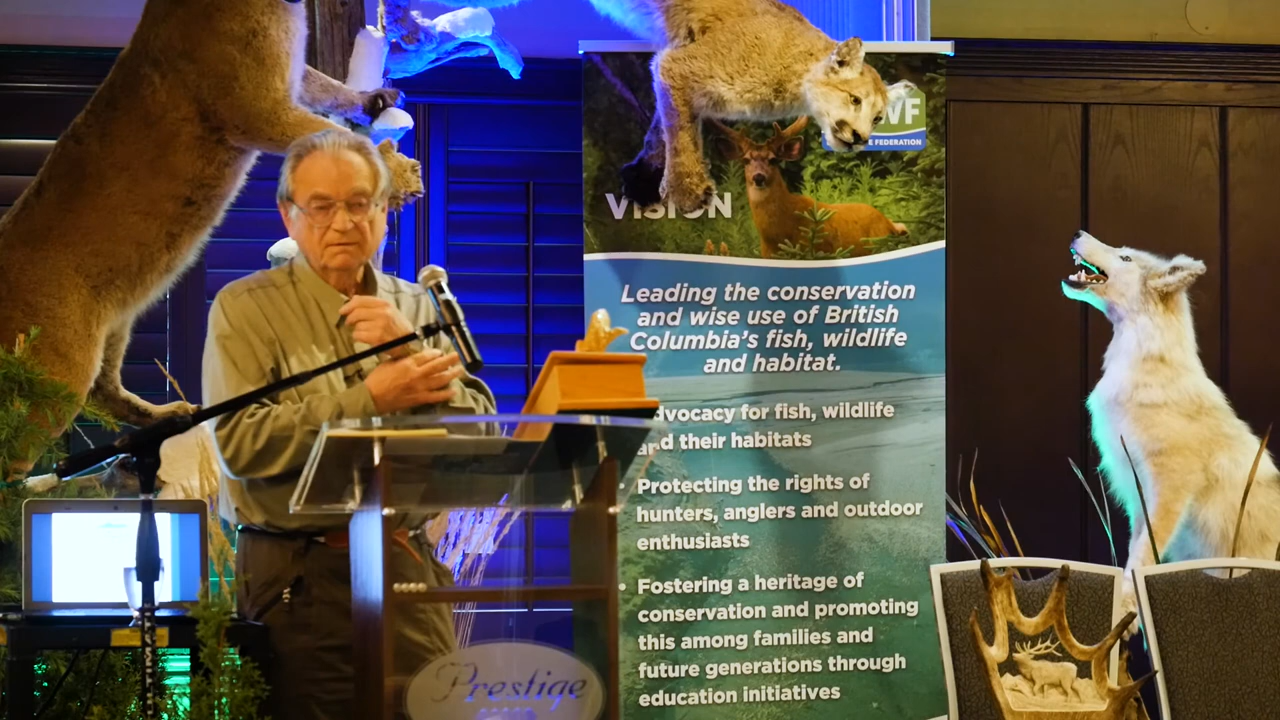 WF
E FEDERATION
VISION
Leading the conservation
and wise use of British
Columbia's fish, wildlife
and habitat.
dvocacy for fish, wildlife
nd their habitats
• Protecting the rights of
hunters, anglers and outdoor
enthusiasts
• Fostering a heritage of
conservation and promoting
this among families and
future generations through
education initiatives
Prestige